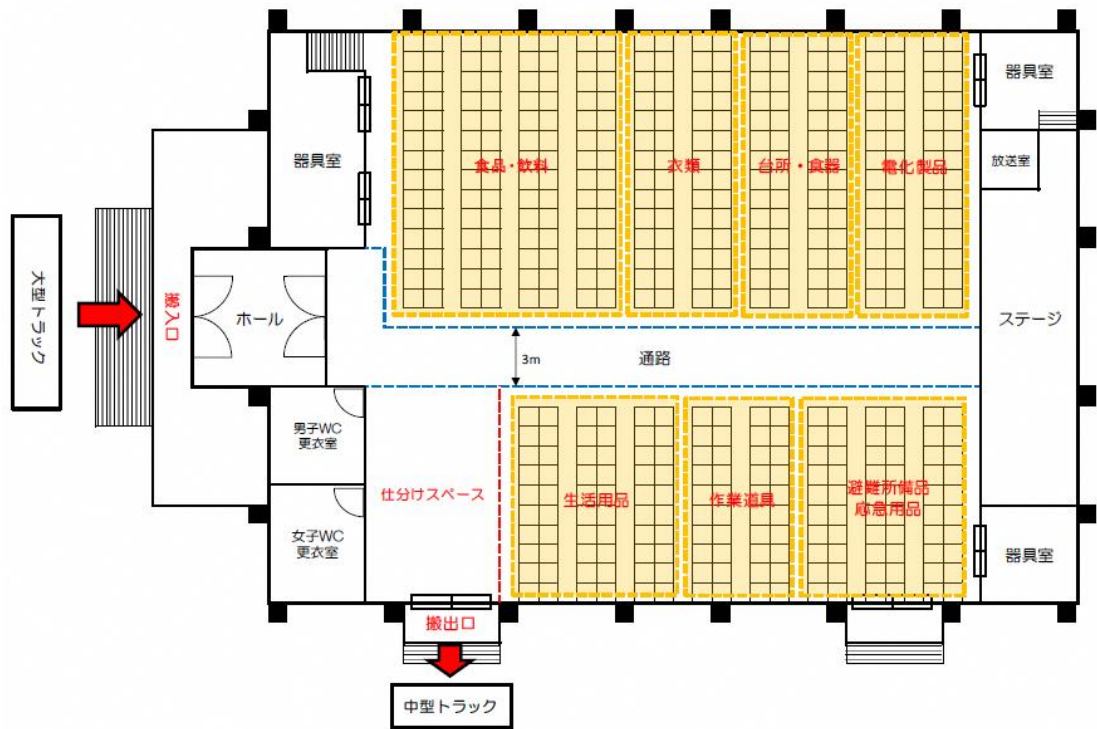 器具室
器具室
食品・飲料
衣類
台所・食器
電化製品
放送室
大型トラック
搬入口
ホール
ステージ
3m
通路
男子WC
更衣室
仕分けスペース
生活用品
作業道具
避難所備品
応急用品
女子WC
更衣室
器具室
搬出口
中型トラック